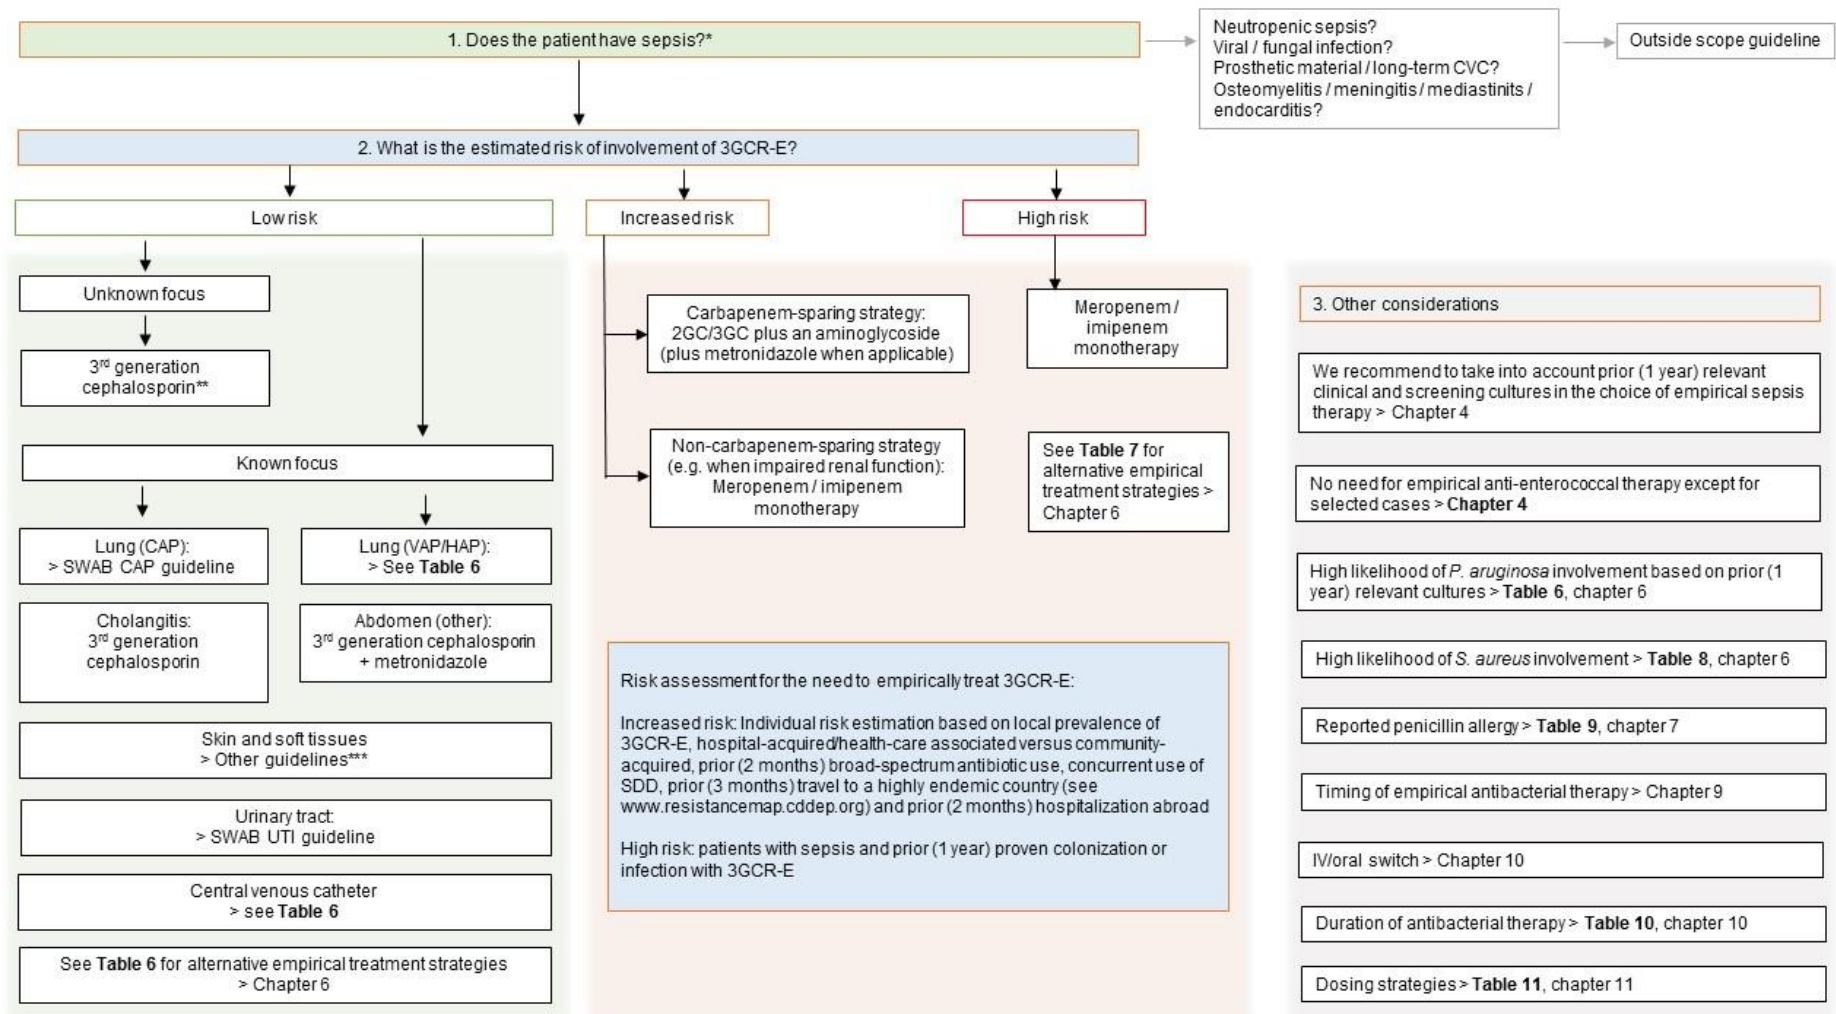 1. Does the patient have sepsis?*
Neutropenic sepsis?
Viral / fungal infection?
Prosthetic material / long-term CVC?
Osteomyelitis / meningitis / mediastinits /
endocarditis?
Outside scope guideline
2. What is the estimated risk of involvement of 3GCR-E?
Low risk
Increased risk
High risk
Unknown focus
3rd generation
cephalosporin**
Known focus
Lung (CAP):
> SWAB CAP guideline
Lung (VAP/HAP):
> See Table 6
Cholangitis:
3rd generation
cephalosporin
Abdomen (other):
3rd generation cephalosporin
+ metronidazole
Skin and soft tissues
> Other guidelines***
Urinary tract:
> SWAB UTI guideline
Central venous catheter
> see Table 6
See Table 6 for alternative empirical treatment strategies
> Chapter 6
Carbapenem-sparing strategy:
2GC/3GC plus an aminoglycoside
(plus metronidazole when applicable)
Non-carbapenem-sparing strategy
(e.g. when impaired renal function):
Meropenem / imipenem
monotherapy
Meropenem /
imipenem
monotherapy
See Table 7 for
alternative empirical
treatment strategies >
Chapter 6
Risk assessment for the need to empirically treat 3GCR-E:
Increased risk: Individual risk estimation based on local prevalence of
3GCR-E, hospital-acquired/health-care associated versus community-
acquired, prior (2 months) broad-spectrum antibiotic use, concurrent use of
SDD, prior (3 months) travel to a highly endemic country (see
www.resistancemap.cddep.org) and prior (2 months) hospitalization abroad
High risk: patients with sepsis and prior (1 year) proven colonization or
infection with 3GCR-E
3. Other considerations
We recommend to take into account prior (1 year) relevant
clinical and screening cultures in the choice of empirical sepsis
therapy > Chapter 4
No need for empirical anti-enterococcal therapy except for
selected cases > Chapter 4
High likelihood of P. aruginosa involvement based on prior (1
year) relevant cultures > Table 6, chapter 6
High likelihood of S. aureus involvement > Table 8, chapter 6
Reported penicillin allergy > Table 9, chapter 7
Timing of empirical antibacterial therapy > Chapter 9
IV/oral switch > Chapter 10
Duration of antibacterial therapy > Table 10, chapter 10
Dosing strategies > Table 11, chapter 11